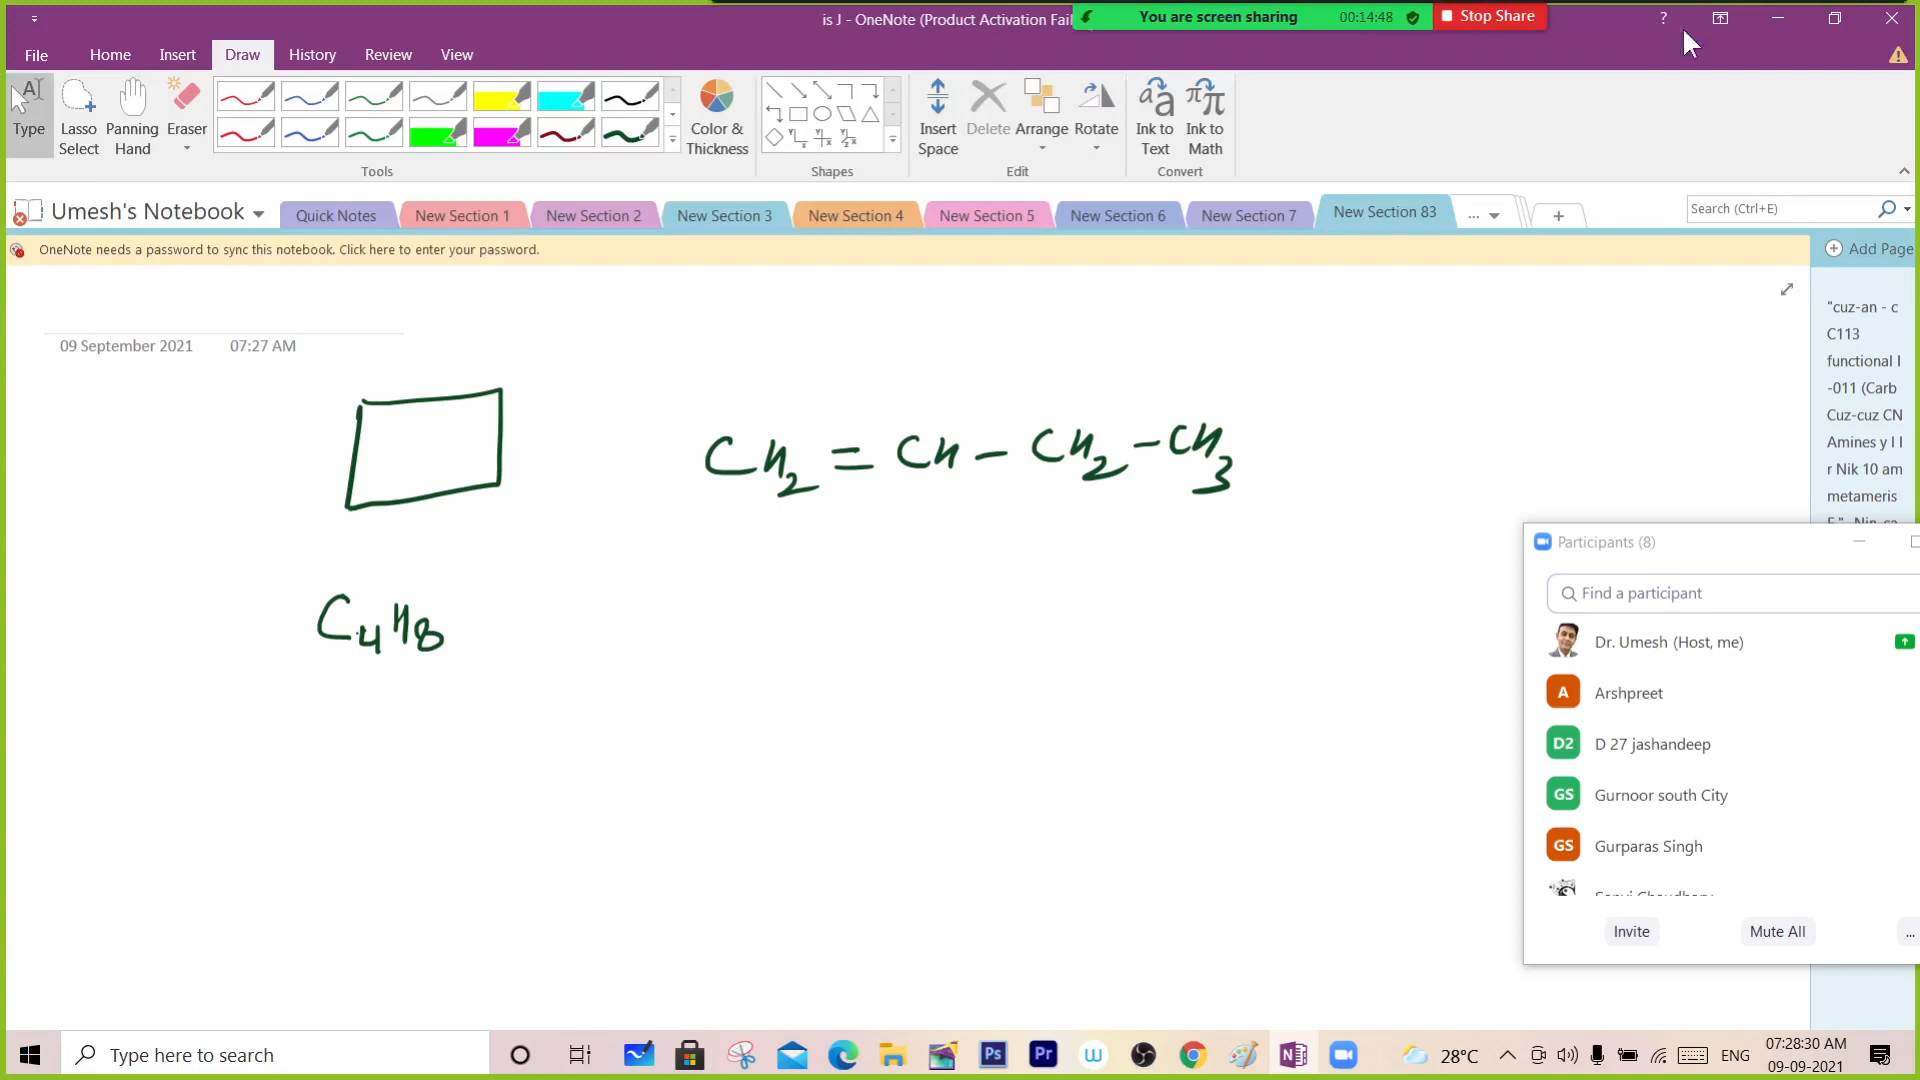 is J - OneNote (Product Activation Fail
You are screen sharing 00:14:48 Stop Share
?
File Home Insert Draw History Review View
Type Lasso Select Panning Hand Eraser Color & Thickness Insert Space Delete Arrange Rotate Ink to Text Ink to Math
Tools Shapes Edit Convert
Umesh's Notebook Quick Notes New Section 1 New Section 2 New Section 3 New Section 4 New Section 5 New Section 6 New Section 7 New Section 83 ... + Search (Ctrl+E)
OneNote needs a password to sync this notebook. Click here to enter your password.
Add Page
09 September 2021 07:27 AM
CH2 = CH - CH2 - CH3
C4H8
"cuz-an - c
C113
functional I
-011 (Carb
Cuz-cuz CN
Amines y I I
r Nik 10 am
metameris
Participants (8)
Find a participant
Dr. Umesh (Host, me)
A Arshpreet
D2 D 27 jashandeep
GS Gurnoor south City
GS Gurparas Singh
Invite Mute All ...
Type here to search
Ps Pr W N
28°C ENG 07:28:30 AM
09-09-2021